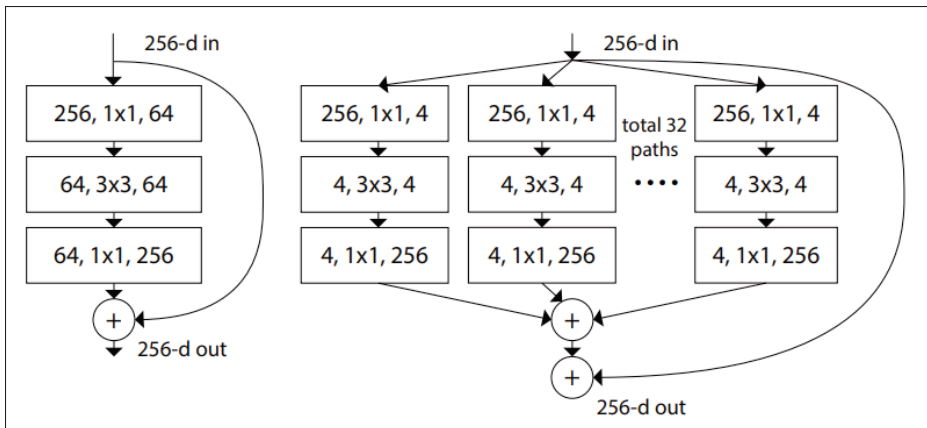 256-d in
256, 1x1, 64
64, 3x3, 64
64, 1x1, 256
+
256-d out
256-d in
256, 1x1, 4
256, 1x1, 4
total 32
paths
256, 1x1, 4
4, 3x3, 4
4, 3x3, 4
....
4, 3x3, 4
4, 1x1, 256
4, 1x1, 256
4, 1x1, 256
+
+
256-d out